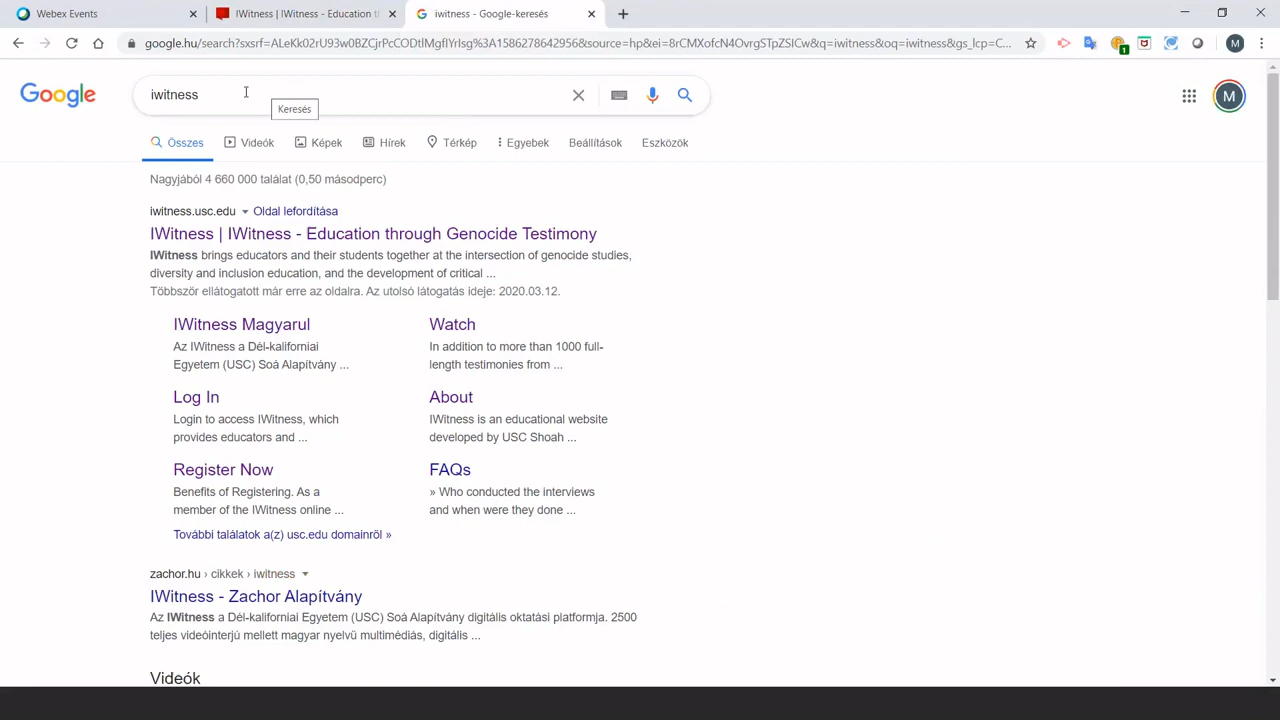 Webex Events
IWitness | IWitness - Education t
iwitness - Google-keresés
google.hu/search?sxsrf=ALeKk02rU93w0BZCjrPcCODtlMgflYrlsg%3A1586278642956&source=hp&ei=8rCMXofcN4OvrgSTpZSICw&q=iwitness&oq=iwitness&gs_lcp=C...
M
1
Google
iwitness
Keresés
M
Összes
Videók
Képek
Hírek
Térkép
Egyebek
Beállítások
Eszközök
Nagyjából 4 660 000 találat (0,50 másodperc)
iwitness.usc.edu Oldal lefordítása
IWitness | IWitness - Education through Genocide Testimony
IWitness brings educators and their students together at the intersection of genocide studies,
diversity and inclusion education, and the development of critical ...
Többször ellátogatott már erre az oldalra. Az utolsó látogatás ideje: 2020.03.12.
IWitness Magyarul
Az IWitness a Dél-kaliforniai
Egyetem (USC) Soá Alapítvány ...
Watch
In addition to more than 1000 full-
length testimonies from ...
Log In
Login to access IWitness, which
provides educators and ...
About
IWitness is an educational website
developed by USC Shoah ...
Register Now
Benefits of Registering. As a
member of the IWitness online ...
FAQs
» Who conducted the interviews
and when were they done ...
További találatok a(z) usc.edu domainről »
zachor.hu › cikkek › iwitness
IWitness - Zachor Alapítvány
Az IWitness a Dél-kaliforniai Egyetem (USC) Soá Alapítvány digitális oktatási platformja. 2500
teljes videóinterjú mellett magyar nyelvű multimédiás, digitális ...
Videók